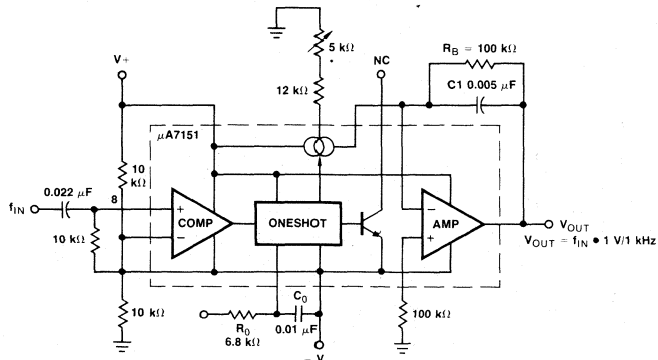 5 kΩ
NC
R_B = 100 kΩ
V+
12 kΩ
C1 0.005 μF
μA7151
10 kΩ
0.022 μF
8
f_IN
+
COMP
−
ONESHOT
−
AMP
+
V_OUT
V_OUT = f_IN • 1 V/1 kHz
10 kΩ
10 kΩ
R_0
6.8 kΩ
C_0
0.01 μF
100 kΩ
− V